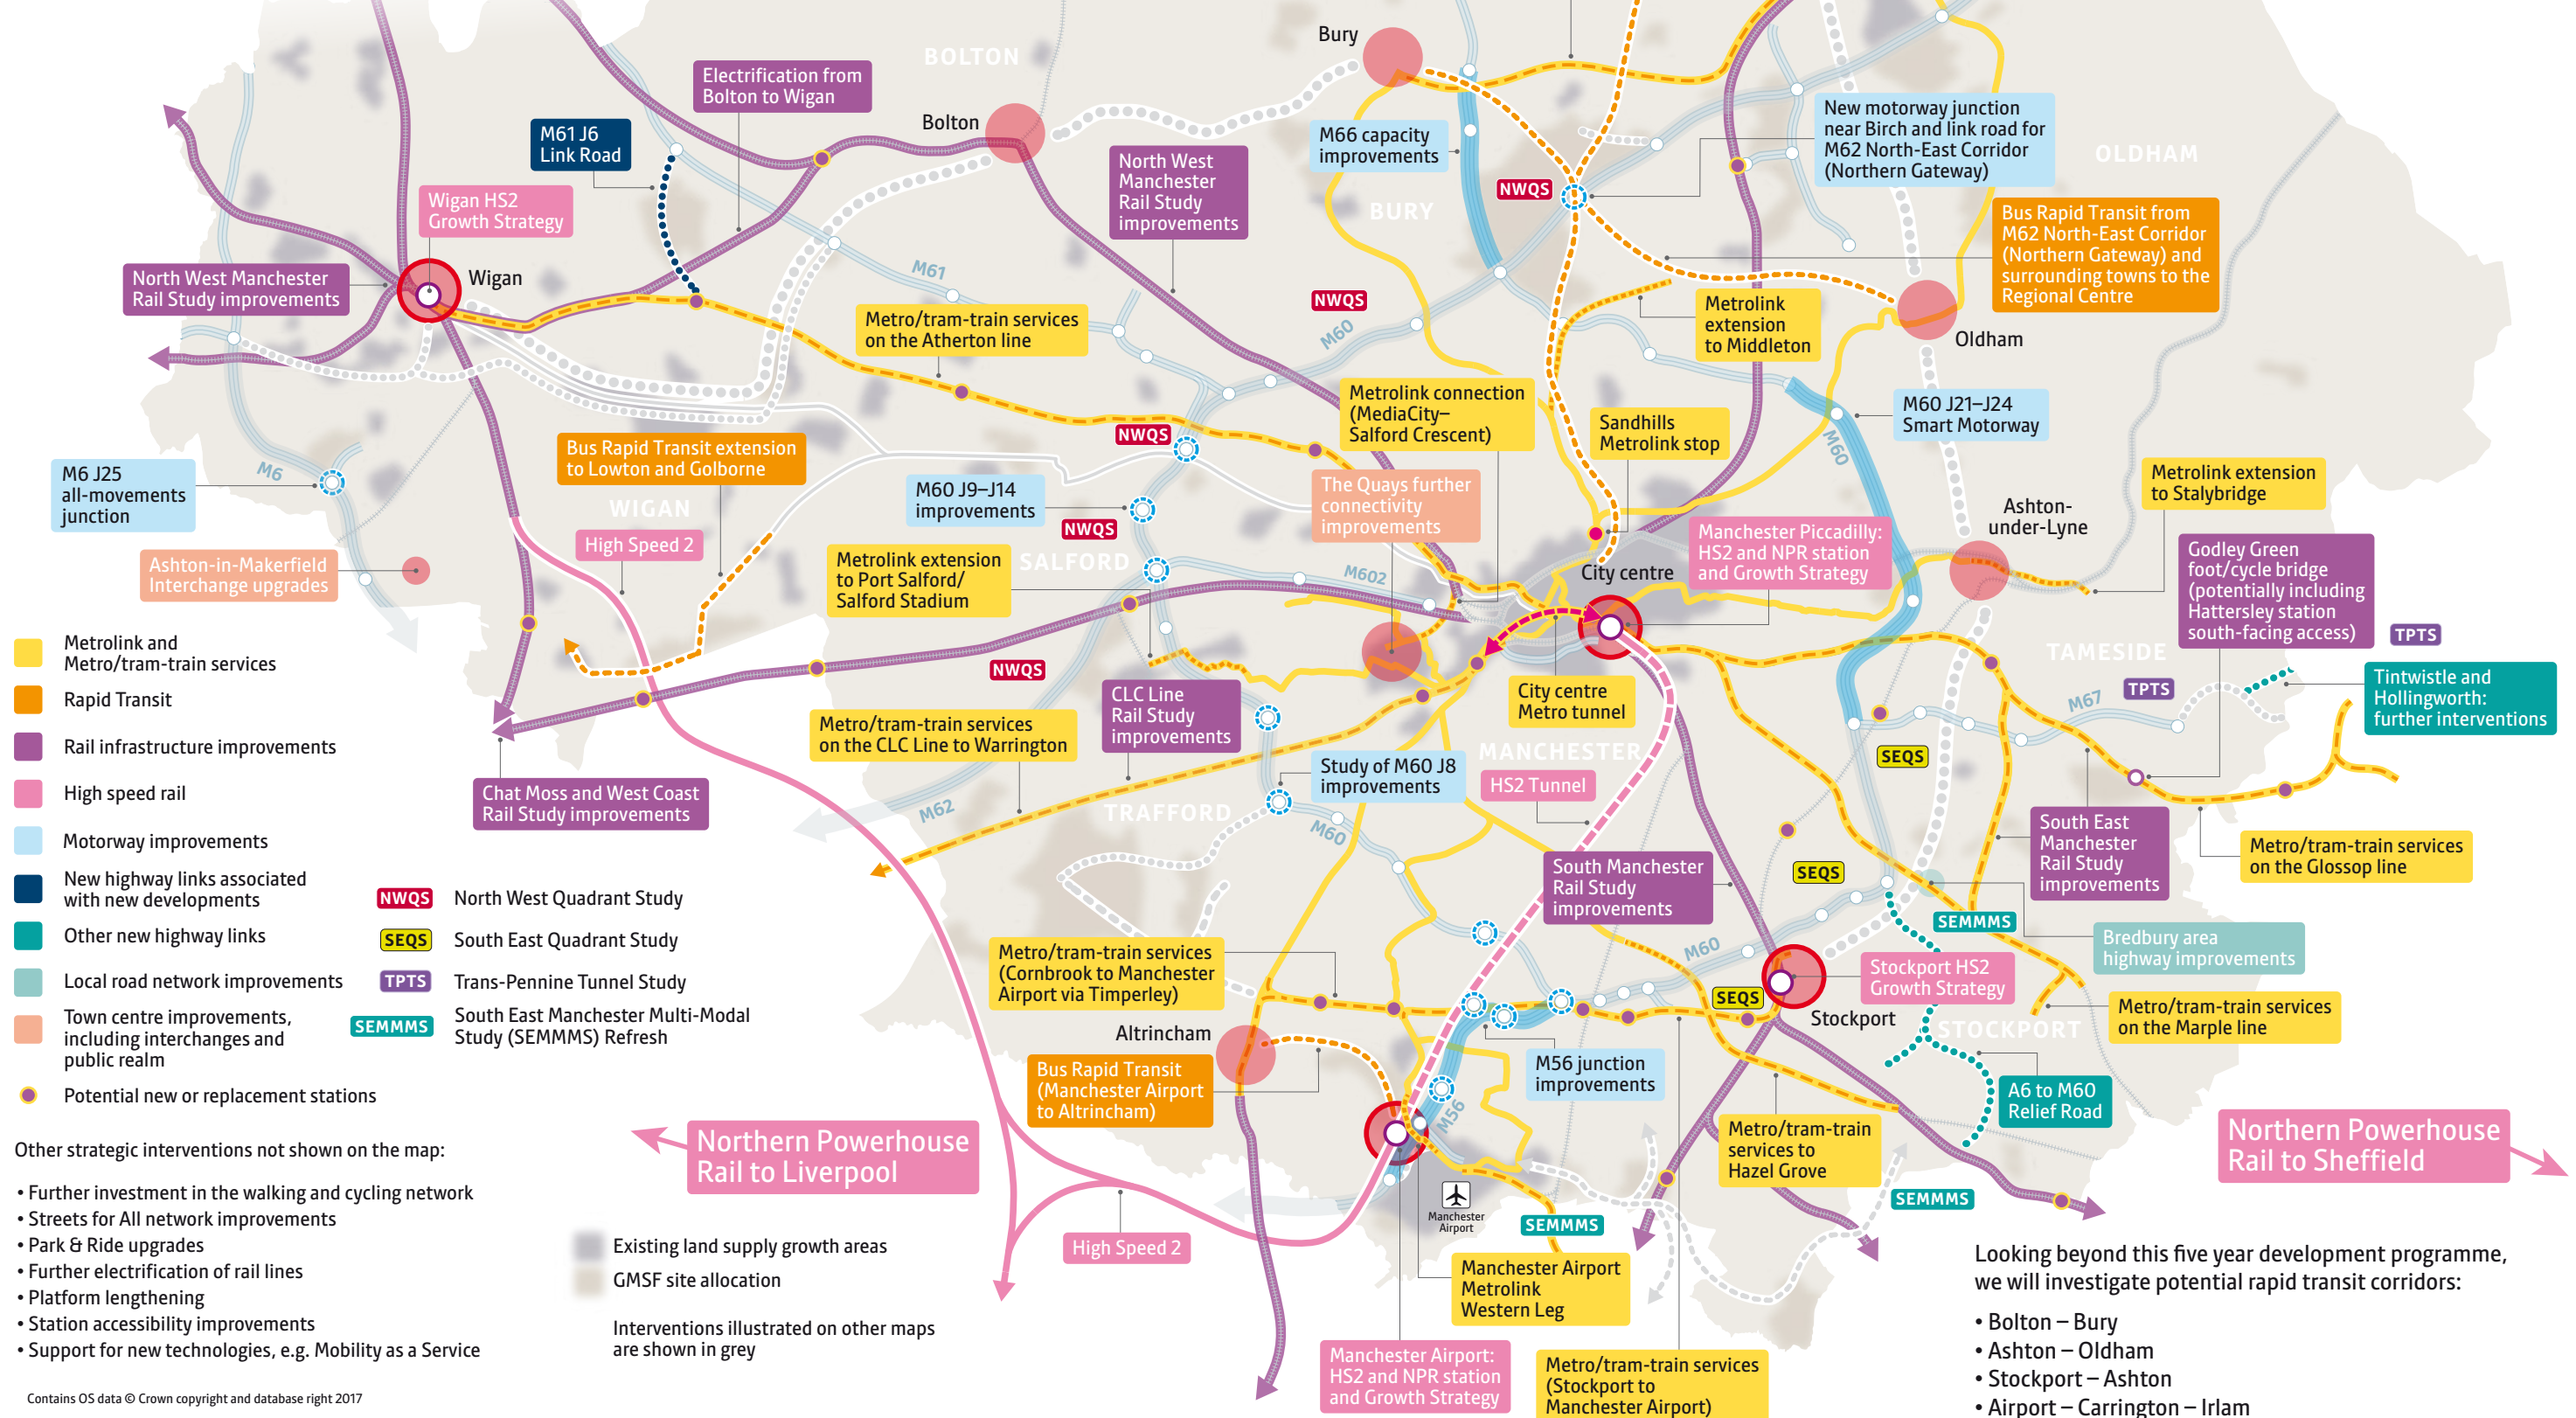 BOLTON
Bury
Electrification from
Bolton to Wigan
Bolton
M61 J6
Link Road
M66 capacity
improvements
New motorway junction
near Birch and link road for
M62 North-East Corridor
(Northern Gateway)
OLDHAM
North West
Manchester
Rail Study
improvements
NWQS
BURY
Wigan HS2
Growth Strategy
Wigan
North West Manchester
Rail Study improvements
M61
Bus Rapid Transit from
M62 North-East Corridor
(Northern Gateway) and
surrounding towns to the
Regional Centre
NWQS
M60
Metro/tram-train services
on the Atherton line
Metrolink
extension
to Middleton
Oldham
Metrolink connection
(MediaCity–
Salford Crescent)
Sandhills
Metrolink stop
M60 J21–J24
Smart Motorway
M60
NWQS
Bus Rapid Transit extension
to Lowton and Golborne
M6
M6 J25
all-movements
junction
WIGAN
M60 J9–J14
improvements
NWQS
The Quays further
connectivity
improvements
Metrolink extension
to Stalybridge
Ashton-
under-Lyne
High Speed 2
Manchester Piccadilly:
HS2 and NPR station
and Growth Strategy
Ashton-in-Makerfield
Interchange upgrades
Metrolink extension
to Port Salford/
Salford Stadium
SALFORD
M602
City centre
Godley Green
foot/cycle bridge
(potentially including
Hattersley station
south-facing access)
TPTS
TAMESIDE
TPTS
M67
Tintwistle and
Hollingworth:
further interventions
NWQS
CLC Line
Rail Study
improvements
City centre
Metro tunnel
Metro/tram-train services
on the CLC Line to Warrington
MANCHESTER
SEQS
Chat Moss and West Coast
Rail Study improvements
Study of M60 J8
improvements
HS2 Tunnel
M62
TRAFFORD
M60
South East
Manchester
Rail Study
improvements
Metro/tram-train services
on the Glossop line
South Manchester
Rail Study
improvements
SEQS
SEMMMS
Bredbury area
highway improvements
M60
Metro/tram-train services
(Cornbrook to Manchester
Airport via Timperley)
SEQS
Stockport HS2
Growth Strategy
Stockport
STOCKPORT
Metro/tram-train services
on the Marple line
Altrincham
Bus Rapid Transit
(Manchester Airport
to Altrincham)
M56 junction
improvements
M56
A6 to M60
Relief Road
Metro/tram-train
services to
Hazel Grove
SEMMMS
Northern Powerhouse
Rail to Liverpool
Northern Powerhouse
Rail to Sheffield
Manchester
Airport
SEMMMS
High Speed 2
Manchester Airport
Metrolink
Western Leg
Manchester Airport:
HS2 and NPR station
and Growth Strategy
Metro/tram-train services
(Stockport to
Manchester Airport)
Metrolink and
Metro/tram-train services
Rapid Transit
Rail infrastructure improvements
High speed rail
Motorway improvements
New highway links associated
with new developments
Other new highway links
Local road network improvements
Town centre improvements,
including interchanges and
public realm
Potential new or replacement stations
NWQS North West Quadrant Study
SEQS South East Quadrant Study
TPTS Trans-Pennine Tunnel Study
SEMMMS South East Manchester Multi-Modal
Study (SEMMMS) Refresh
Other strategic interventions not shown on the map:
• Further investment in the walking and cycling network
• Streets for All network improvements
• Park & Ride upgrades
• Further electrification of rail lines
• Platform lengthening
• Station accessibility improvements
• Support for new technologies, e.g. Mobility as a Service
Contains OS data © Crown copyright and database right 2017
Existing land supply growth areas
GMSF site allocation
Interventions illustrated on other maps
are shown in grey
Looking beyond this five year development programme,
we will investigate potential rapid transit corridors:
• Bolton – Bury
• Ashton – Oldham
• Stockport – Ashton
• Airport – Carrington – Irlam